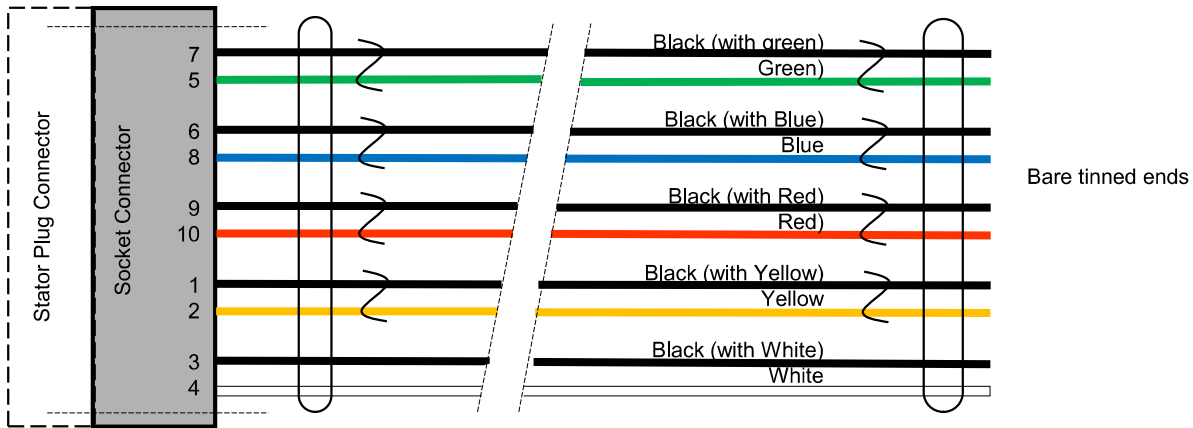 Stator Plug Connector
Socket Connector
7 Black (with green)
5 Green)
6 Black (with Blue)
8 Blue
9 Black (with Red)
10 Red)
1 Black (with Yellow)
2 Yellow
3 Black (with White)
4 White
Bare tinned ends